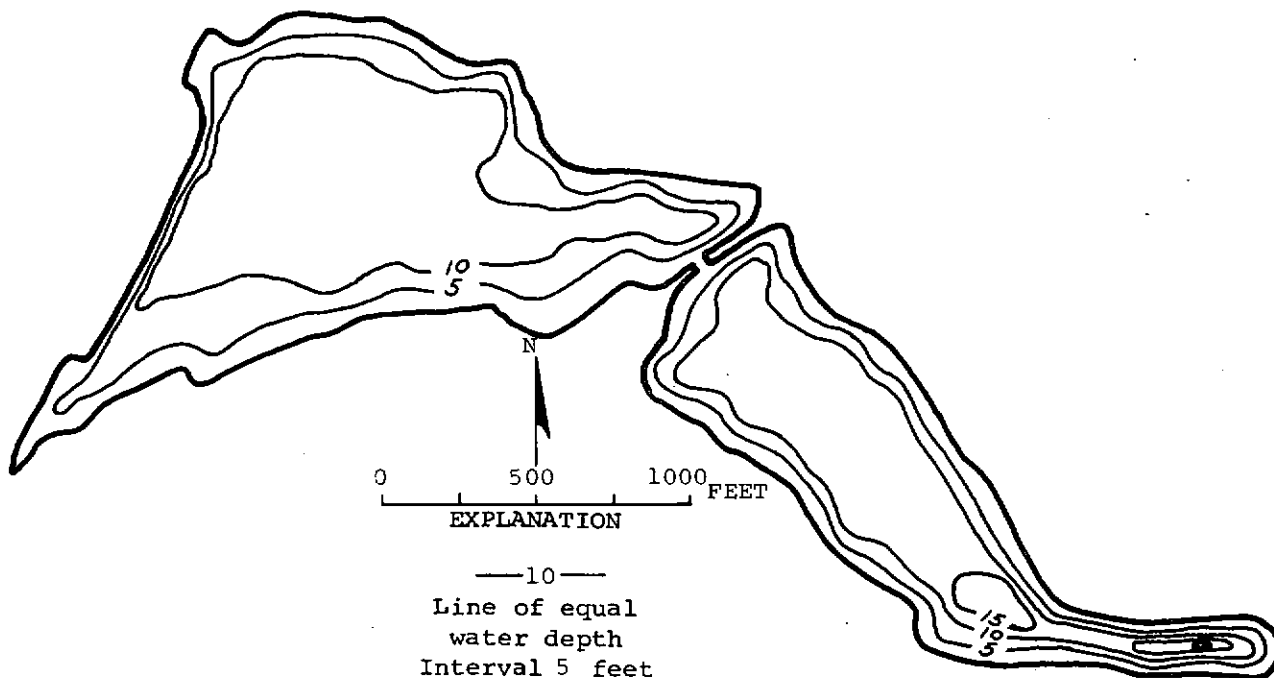 10
5
N
0 500 1000 FEET
EXPLANATION
10
Line of equal
water depth
Interval 5 feet
15
10
5